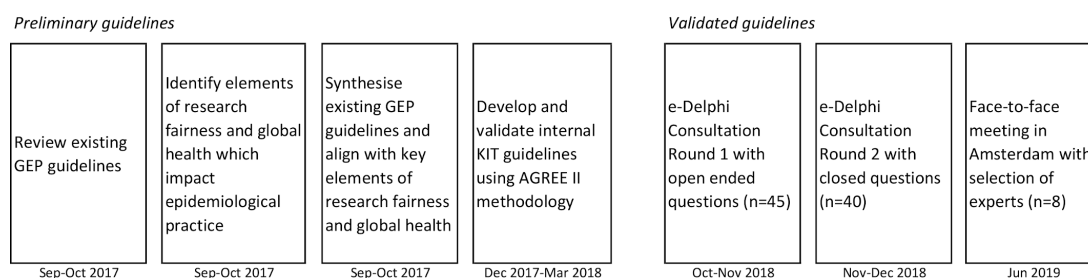 Preliminary guidelines
Review existing
GEP guidelines
Sep-Oct 2017
Identify elements
of research
fairness and global
health which
impact
epidemiological
practice
Sep-Oct 2017
Synthesise
existing GEP
guidelines and
align with key
elements of
research fairness
and global health
Sep-Oct 2017
Develop and
validate internal
KIT guidelines
using AGREE II
methodology
Dec 2017-Mar 2018
Validated guidelines
e-Delphi
Consultation
Round 1 with
open ended
questions (n=45)
Oct-Nov 2018
e-Delphi
Consultation
Round 2 with
closed questions
(n=40)
Nov-Dec 2018
Face-to-face
meeting in
Amsterdam with
selection of
experts (n=8)
Jun 2019